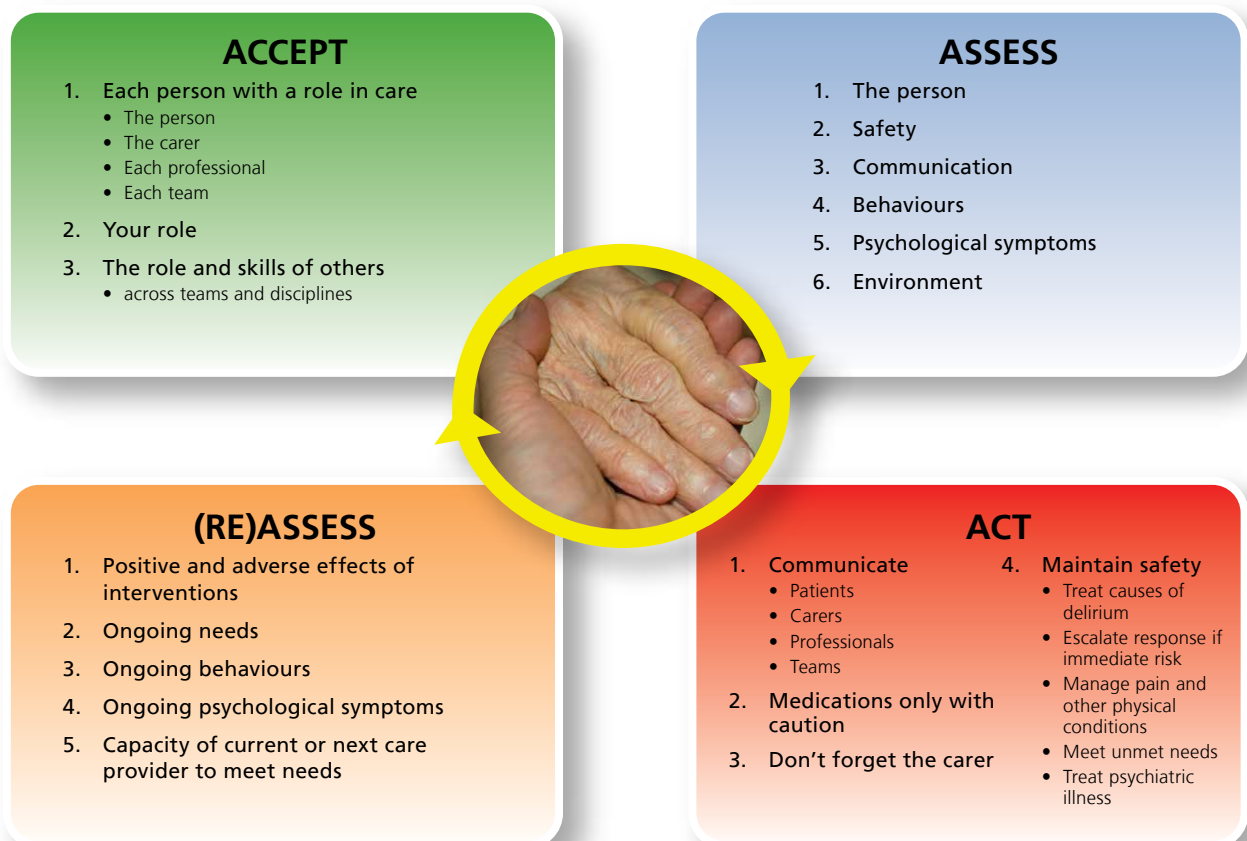 ACCEPT
1. Each person with a role in care
• The person
• The carer
• Each professional
• Each team
2. Your role
3. The role and skills of others
• across teams and disciplines
ASSESS
1. The person
2. Safety
3. Communication
4. Behaviours
5. Psychological symptoms
6. Environment
(RE)ASSESS
1. Positive and adverse effects of
interventions
2. Ongoing needs
3. Ongoing behaviours
4. Ongoing psychological symptoms
5. Capacity of current or next care
provider to meet needs
ACT
1. Communicate
• Patients
• Carers
• Professionals
• Teams
2. Medications only with
caution
3. Don’t forget the carer
4. Maintain safety
• Treat causes of
delirium
• Escalate response if
immediate risk
• Manage pain and
other physical
conditions
• Meet unmet needs
• Treat psychiatric
illness